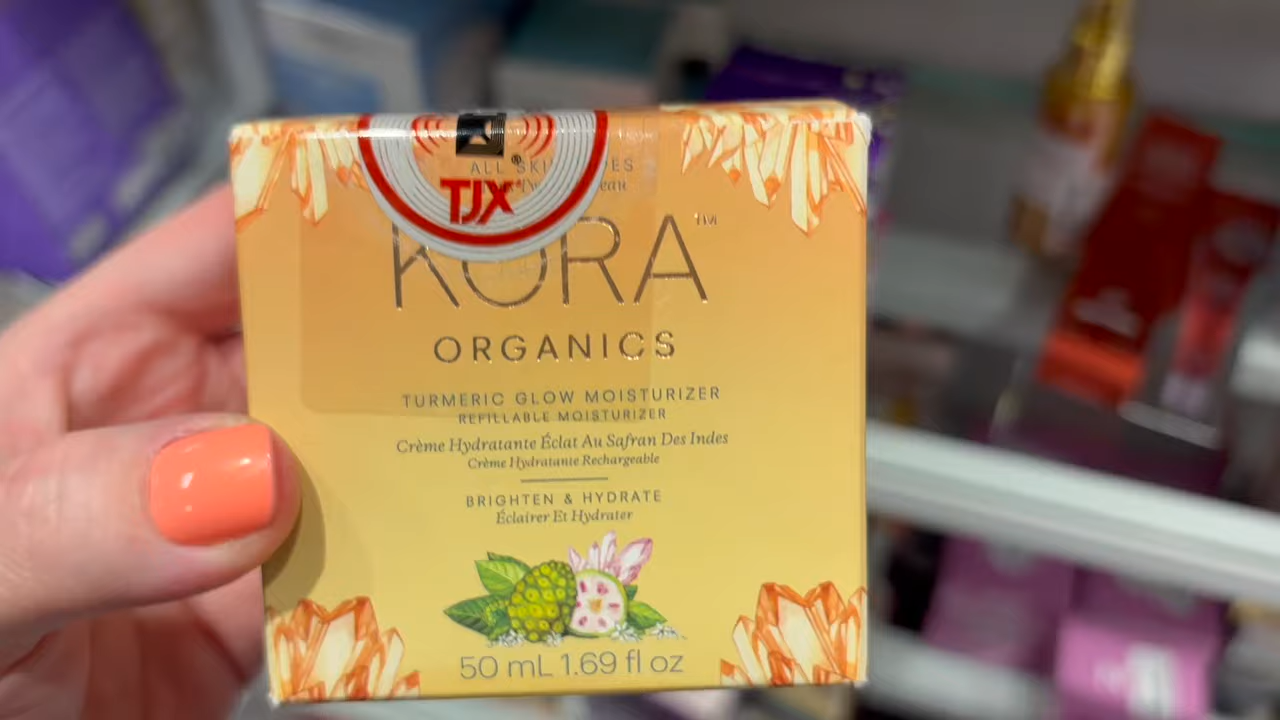 ALL SKIN TYPES
TJX®
KORA™
ORGANICS
TURMERIC GLOW MOISTURIZER
REFILLABLE MOISTURIZER
Crème Hydratante Éclat Au Safran Des Indes
Crème Hydratante Rechargeable
BRIGHTEN & HYDRATE
Éclairer Et Hydrater
50 mL 1.69 fl oz